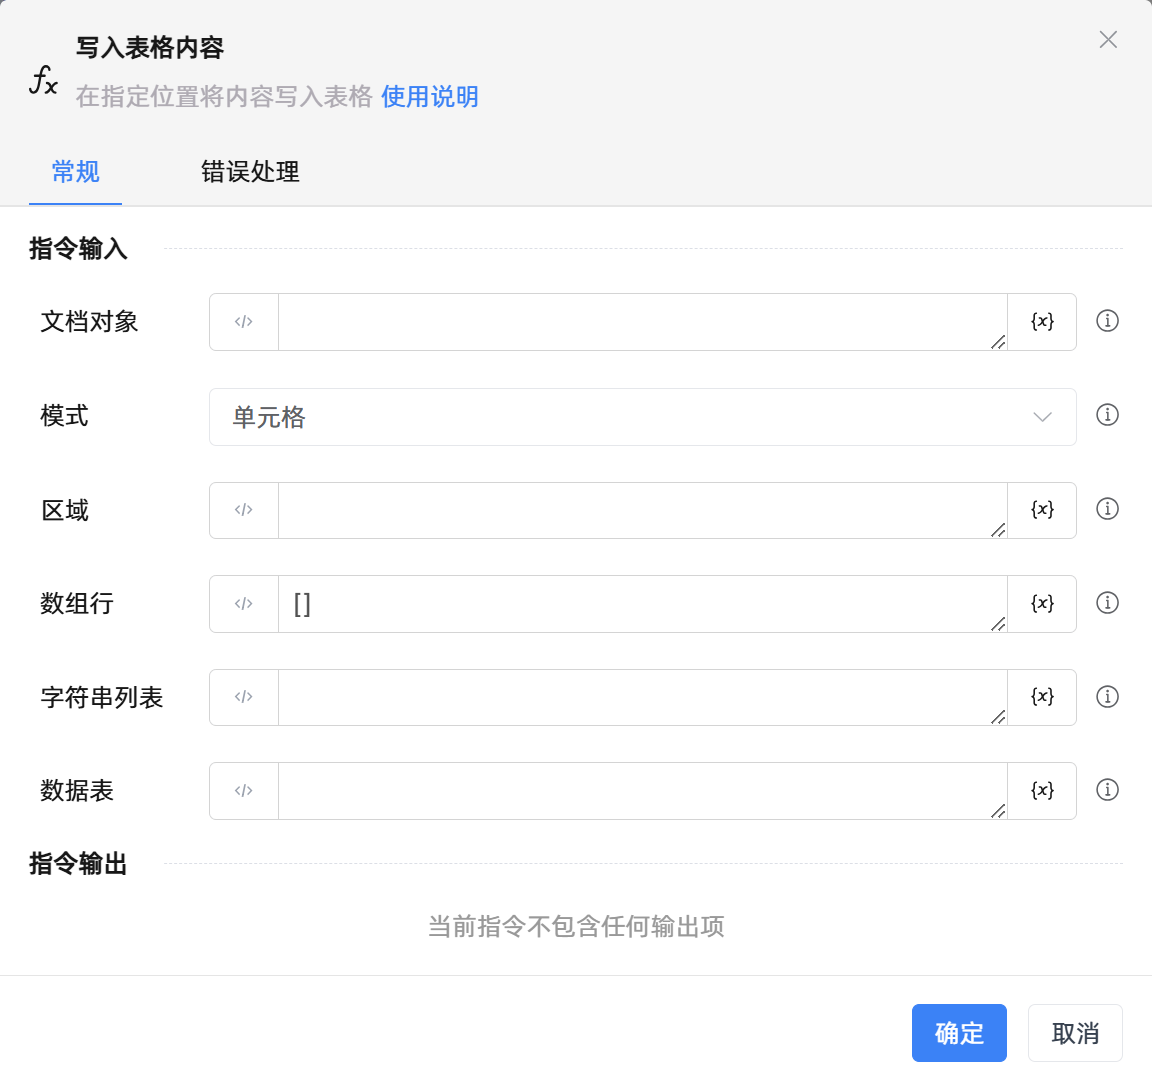 写入表格内容
fx
在指定位置将内容写入表格 使用说明
常规 错误处理
指令输入
文档对象 </> {x}
模式 单元格
区域 </> {x}
数组行 </> [] {x}
字符串列表 </> {x}
数据表 </> {x}
指令输出
当前指令不包含任何输出项
确定 取消